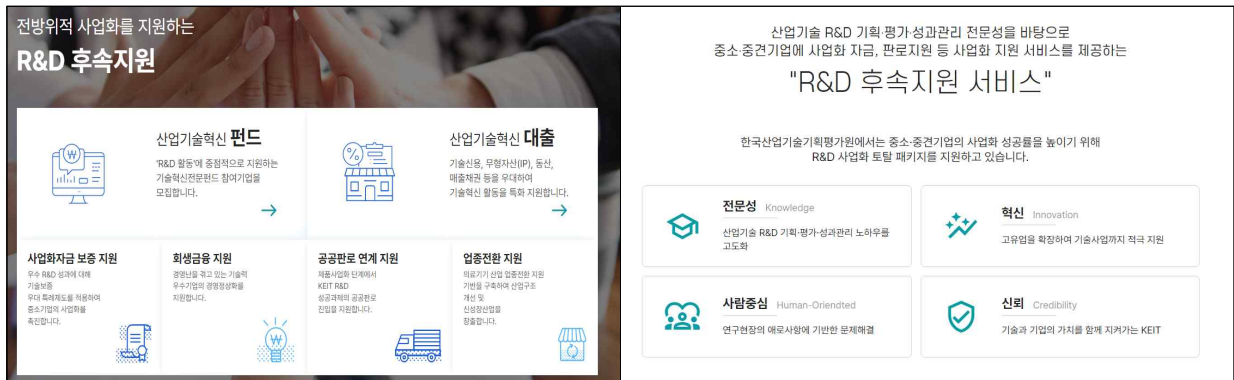 전방위적 사업화를 지원하는
R&D 후속지원
산업기술혁신 펀드
'R&D 활동'에 중점적으로 지원하는
기술혁신전문펀드 참여기업을
모집합니다.
산업기술혁신 대출
기술신용, 무형자산(IP), 동산,
매출채권 등을 우대하여
기술혁신 활동을 특화 지원합니다.
사업화자금 보증 지원
우수 R&D 성과에 대해
기술보증
우대 특례제도를 적용하여
중소기업의 사업화를
촉진합니다.
회생금융 지원
경영난을 겪고 있는 기술력
우수기업의 경영정상화를
지원합니다.
공공판로 연계 지원
제품사업화 단계에서
KEIT R&D
성공과제의 공공판로
진입을 지원합니다.
업종전환 지원
의료기기 산업 업종전환 지원
기반을 구축하여 산업구조
개선 및
신성장산업을
창출합니다.
산업기술 R&D 기획·평가·성과관리 전문성을 바탕으로
중소·중견기업에 사업화 자금, 판로지원 등 사업화 지원 서비스를 제공하는
"R&D 후속지원 서비스"
한국산업기술기획평가원에서는 중소·중견기업의 사업화 성공률을 높이기 위해
R&D 사업화 토탈 패키지를 지원하고 있습니다.
전문성 Knowledge
산업기술 R&D 기획·평가·성과관리 노하우를
고도화
혁신 Innovation
고유업을 확장하여 기술사업까지 적극 지원
사람중심 Human-Oriendted
연구현장의 애로사항에 기반한 문제해결
신뢰 Credibility
기술과 기업의 가치를 함께 지켜가는 KEIT